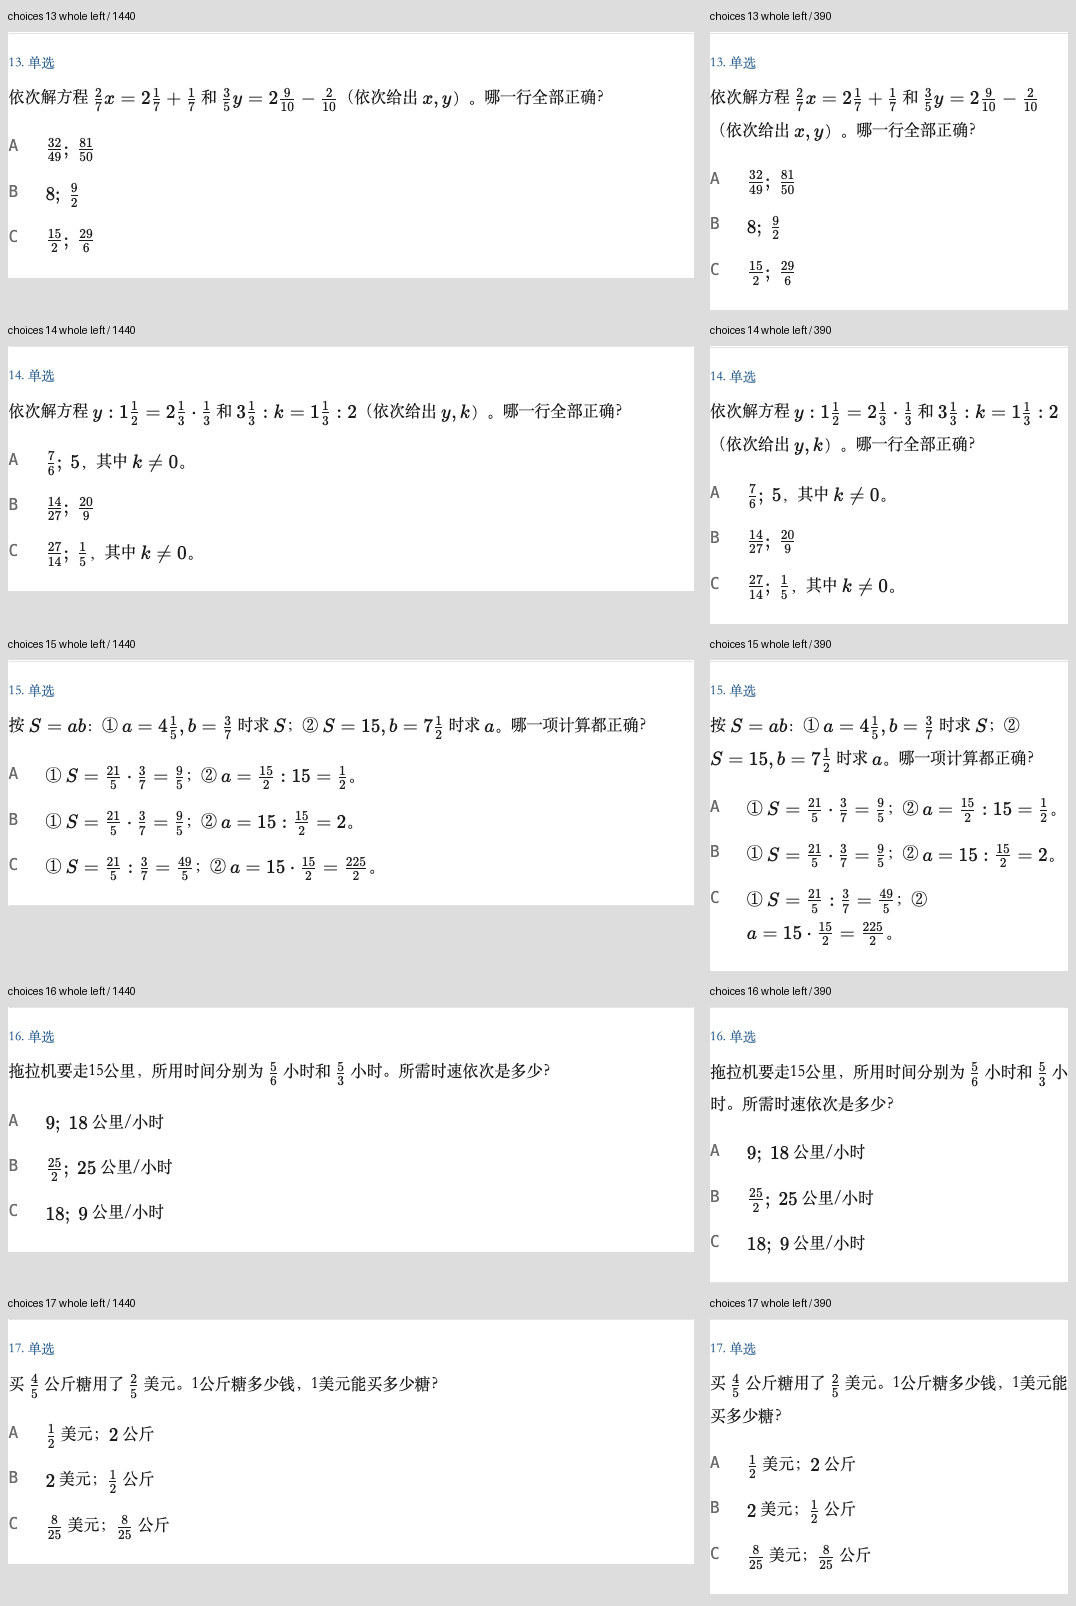 choices 13 whole left / 1440
13. 单选
依次解方程 2/7 x = 2 1/7 + 1/7 和 3/5 y = 2 9/10 − 2/10（依次给出 x, y）。哪一行全部正确?
A 32/49; 81/50
B 8; 9/2
C 15/2; 29/6
choices 13 whole left / 390
13. 单选
依次解方程 2/7 x = 2 1/7 + 1/7 和 3/5 y = 2 9/10 − 2/10
（依次给出 x, y）。哪一行全部正确?
A 32/49; 81/50
B 8; 9/2
C 15/2; 29/6
choices 14 whole left / 1440
14. 单选
依次解方程 y : 1 1/2 = 2 1/3 · 1/3 和 3 1/3 : k = 1 1/3 : 2（依次给出 y, k）。哪一行全部正确?
A 7/6; 5，其中 k ≠ 0。
B 14/27; 20/9
C 27/14; 1/5，其中 k ≠ 0。
choices 14 whole left / 390
14. 单选
依次解方程 y : 1 1/2 = 2 1/3 · 1/3 和 3 1/3 : k = 1 1/3 : 2
（依次给出 y, k）。哪一行全部正确?
A 7/6; 5，其中 k ≠ 0。
B 14/27; 20/9
C 27/14; 1/5，其中 k ≠ 0。
choices 15 whole left / 1440
15. 单选
按 S = ab：① a = 4 1/5, b = 3/7 时求 S；② S = 15, b = 7 1/2 时求 a。哪一项计算都正确?
A ① S = 21/5 · 3/7 = 9/5；② a = 15/2 : 15 = 1/2。
B ① S = 21/5 · 3/7 = 9/5；② a = 15 : 15/2 = 2。
C ① S = 21/5 : 3/7 = 49/5；② a = 15 · 15/2 = 225/2。
choices 15 whole left / 390
15. 单选
按 S = ab：① a = 4 1/5, b = 3/7 时求 S；②
S = 15, b = 7 1/2 时求 a。哪一项计算都正确?
A ① S = 21/5 · 3/7 = 9/5；② a = 15/2 : 15 = 1/2。
B ① S = 21/5 · 3/7 = 9/5；② a = 15 : 15/2 = 2。
C ① S = 21/5 : 3/7 = 49/5；②
a = 15 · 15/2 = 225/2。
choices 16 whole left / 1440
16. 单选
拖拉机要走15公里，所用时间分别为 5/6 小时和 5/3 小时。所需时速依次是多少?
A 9; 18 公里/小时
B 25/2; 25 公里/小时
C 18; 9 公里/小时
choices 16 whole left / 390
16. 单选
拖拉机要走15公里，所用时间分别为 5/6 小时和 5/3 小
时。所需时速依次是多少?
A 9; 18 公里/小时
B 25/2; 25 公里/小时
C 18; 9 公里/小时
choices 17 whole left / 1440
17. 单选
买 4/5 公斤糖用了 2/5 美元。1公斤糖多少钱，1美元能买多少糖?
A 1/2 美元；2 公斤
B 2 美元；1/2 公斤
C 8/25 美元；8/25 公斤
choices 17 whole left / 390
17. 单选
买 4/5 公斤糖用了 2/5 美元。1公斤糖多少钱，1美元能
买多少糖?
A 1/2 美元；2 公斤
B 2 美元；1/2 公斤
C 8/25 美元；8/25 公斤